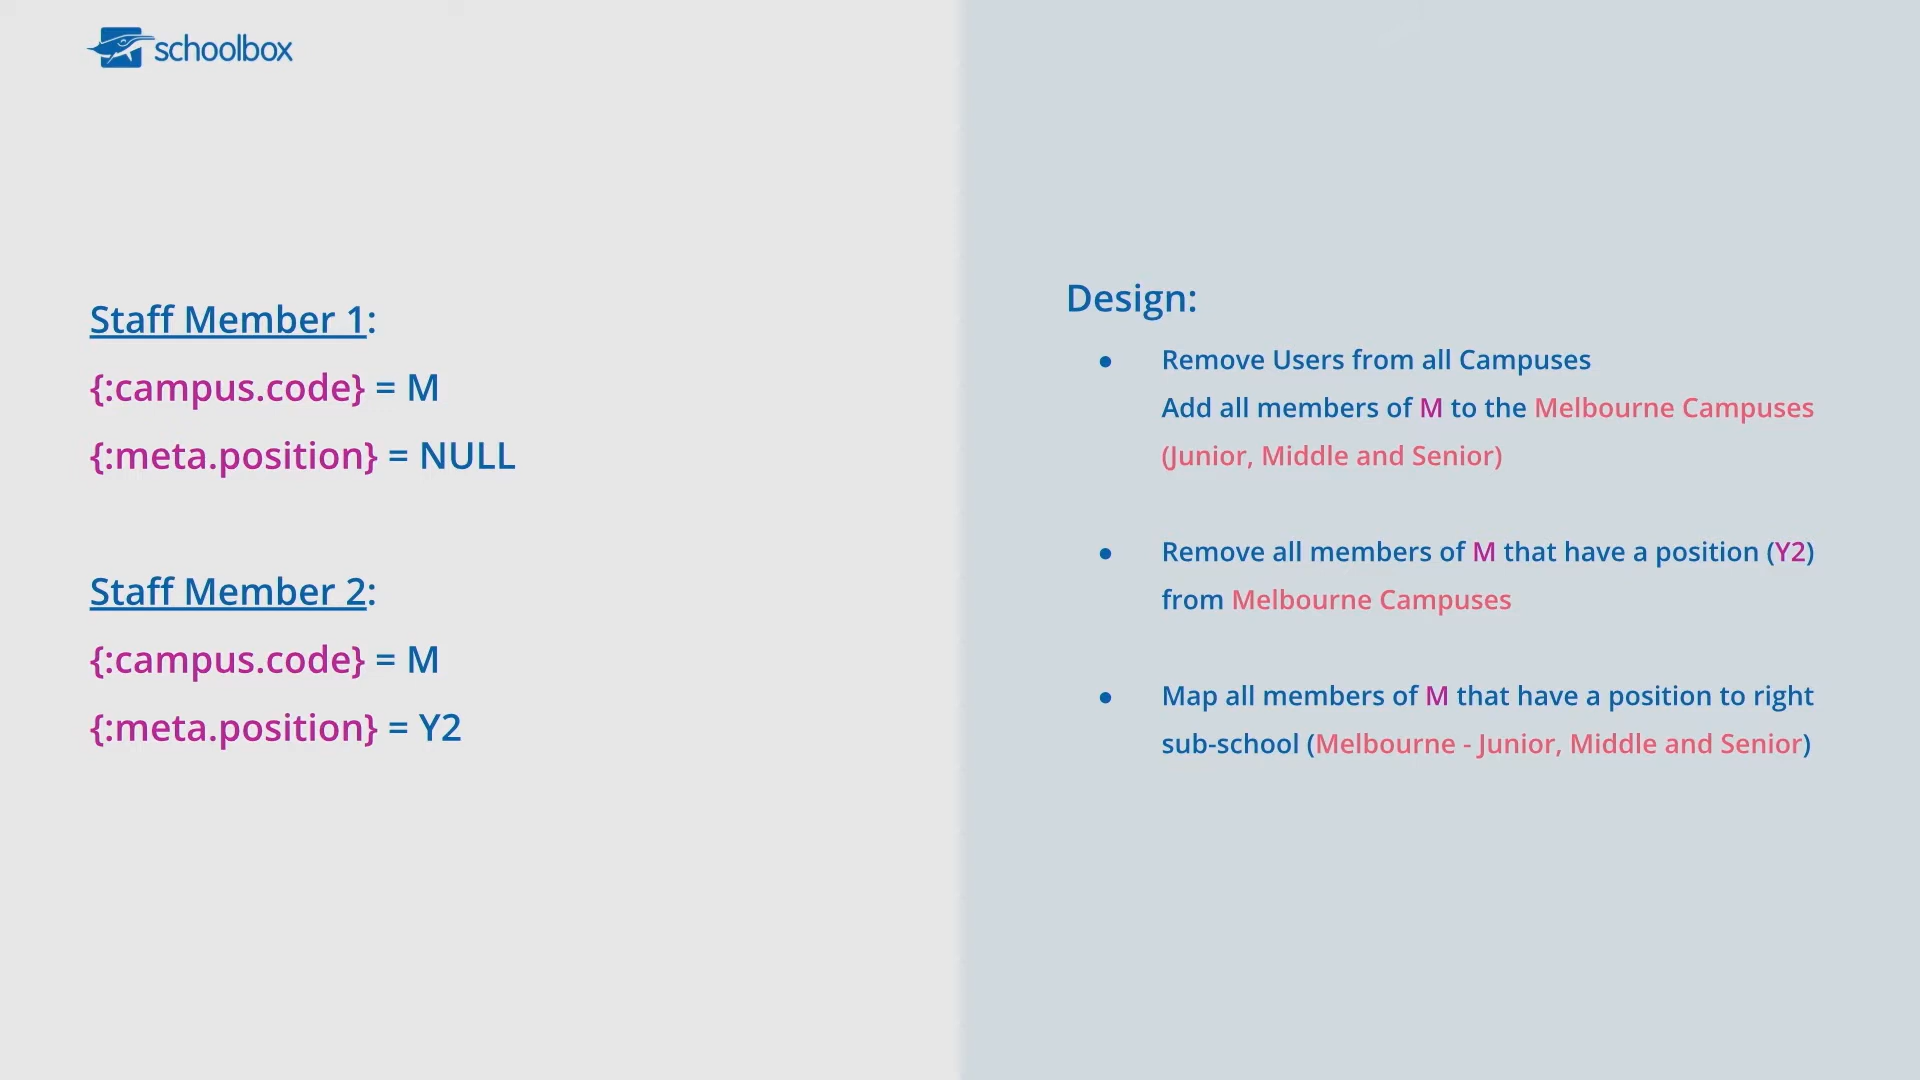 schoolbox
Staff Member 1:
{:campus.code} = M
{:meta.position} = NULL
Staff Member 2:
{:campus.code} = M
{:meta.position} = Y2
Design:
● Remove Users from all Campuses
Add all members of M to the Melbourne Campuses
(Junior, Middle and Senior)
● Remove all members of M that have a position (Y2)
from Melbourne Campuses
● Map all members of M that have a position to right
sub-school (Melbourne - Junior, Middle and Senior)